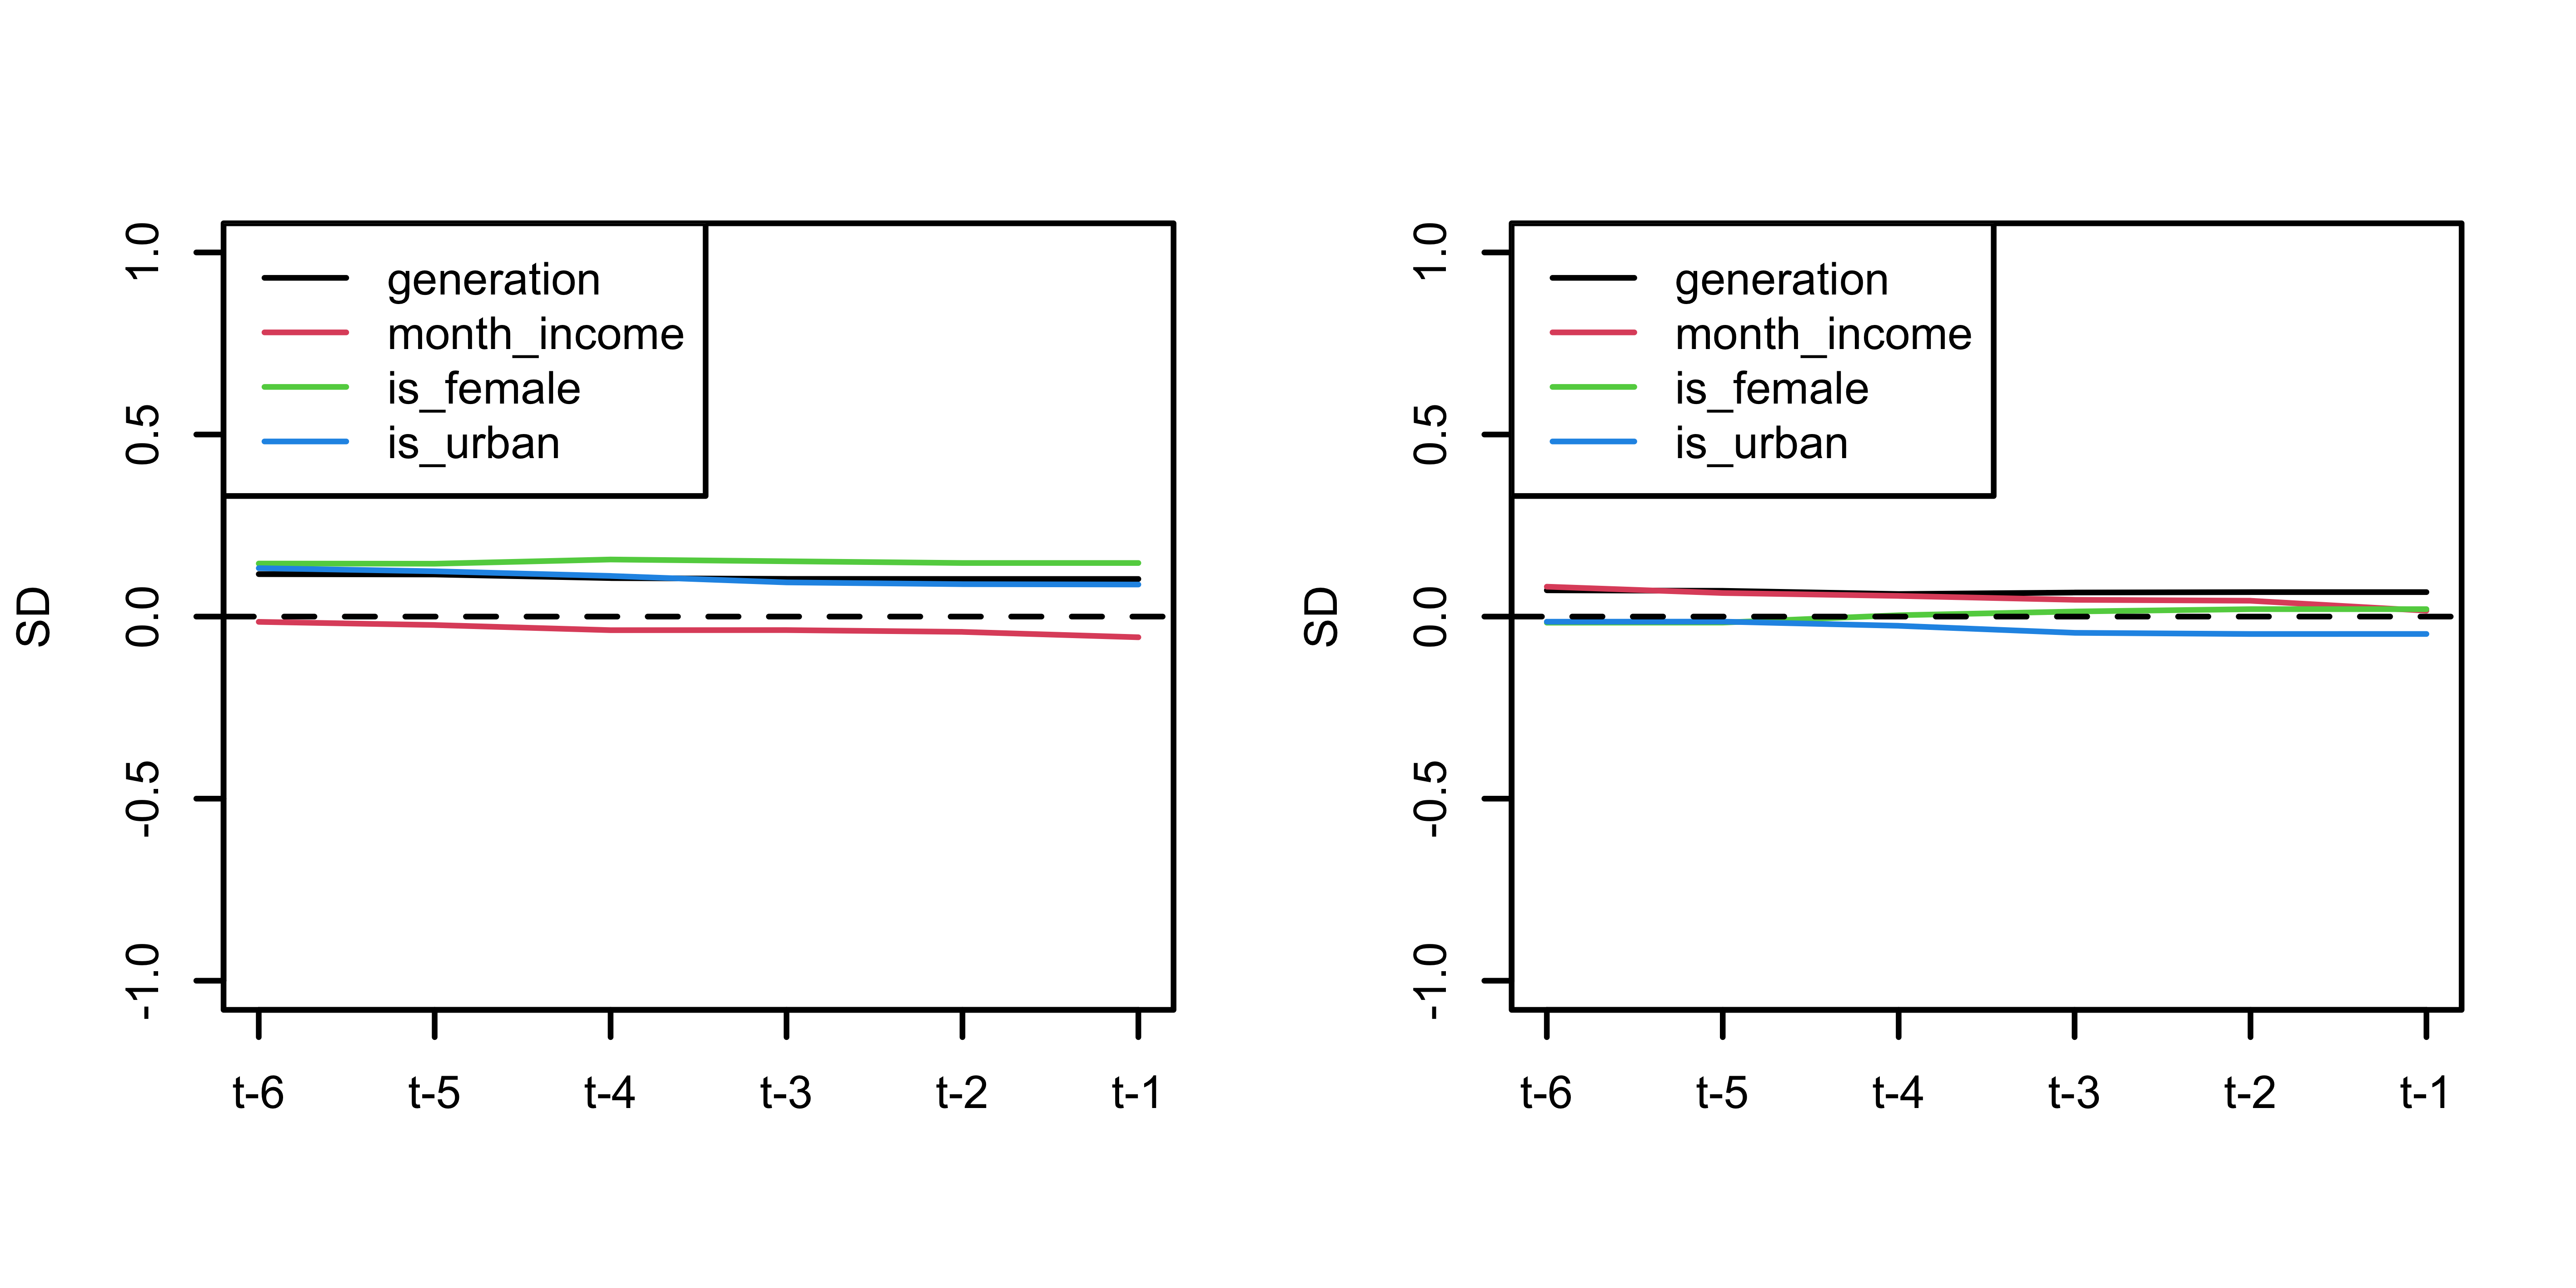 SD
1.0
0.5
0.0
-0.5
-1.0
generation
month_income
is_female
is_urban
t-6 t-5 t-4 t-3 t-2 t-1
SD
1.0
0.5
0.0
-0.5
-1.0
generation
month_income
is_female
is_urban
t-6 t-5 t-4 t-3 t-2 t-1